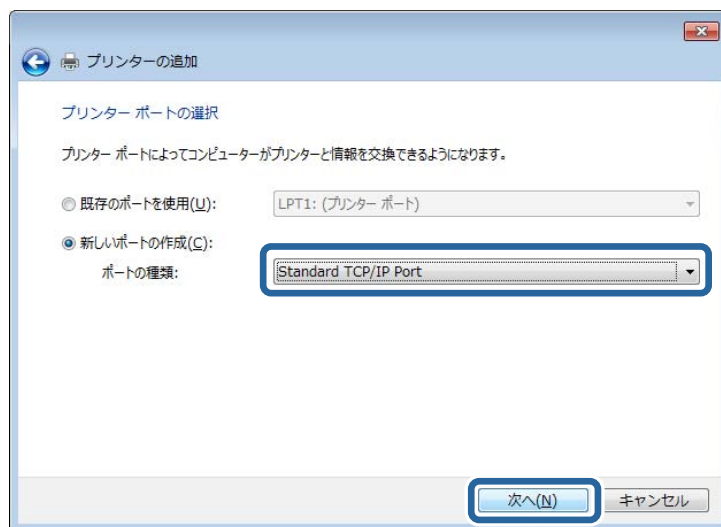 プリンターの追加
プリンター ポートの選択
プリンター ポートによってコンピューターがプリンターと情報を交換できるようになります。
既存のポートを使用(U): LPT1: (プリンター ポート)
新しいポートの作成(C):
ポートの種類: Standard TCP/IP Port
次へ(N) キャンセル